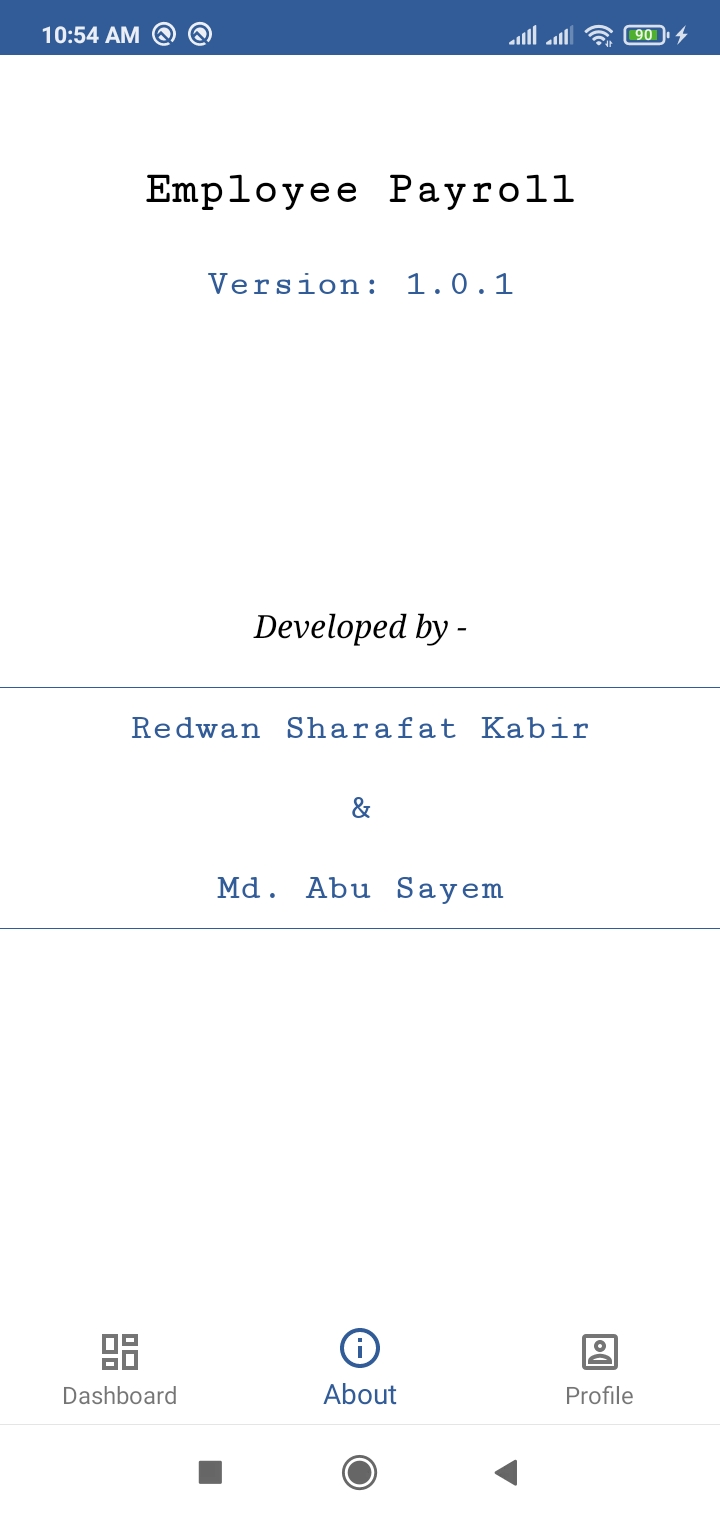 10:54 AM 90
Employee Payroll
Version: 1.0.1
Developed by -
Redwan Sharafat Kabir
&
Md. Abu Sayem
Dashboard About Profile